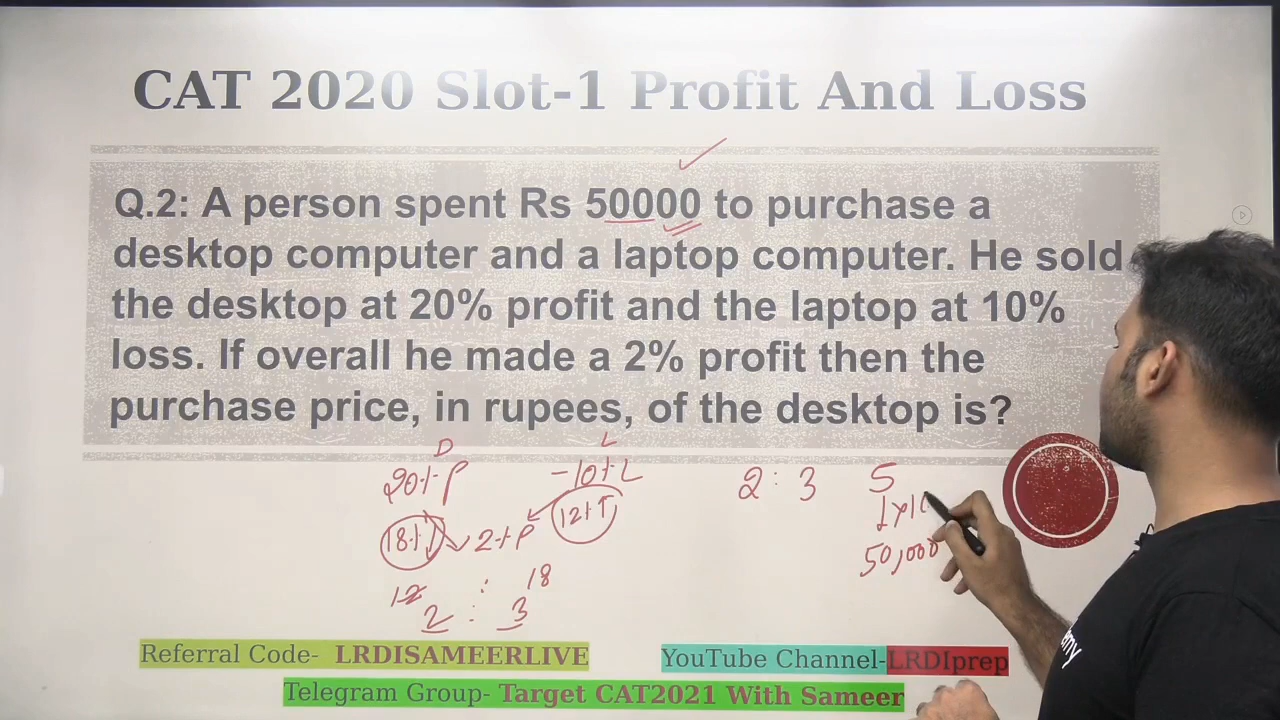 CAT 2020 Slot-1 Profit And Loss
Q.2: A person spent Rs 50000 to purchase a
desktop computer and a laptop computer. He sold
the desktop at 20% profit and the laptop at 10%
loss. If overall he made a 2% profit then the
purchase price, in rupees, of the desktop is?
D L
20% P -10% L 2 : 3 5
18%↓ 2% P 12%↑
50,000
12 : 18
2 : 3
Referral Code- LRDISAMEERLIVE
YouTube Channel-LRDIprep
Telegram Group- Target CAT2021 With Sameer